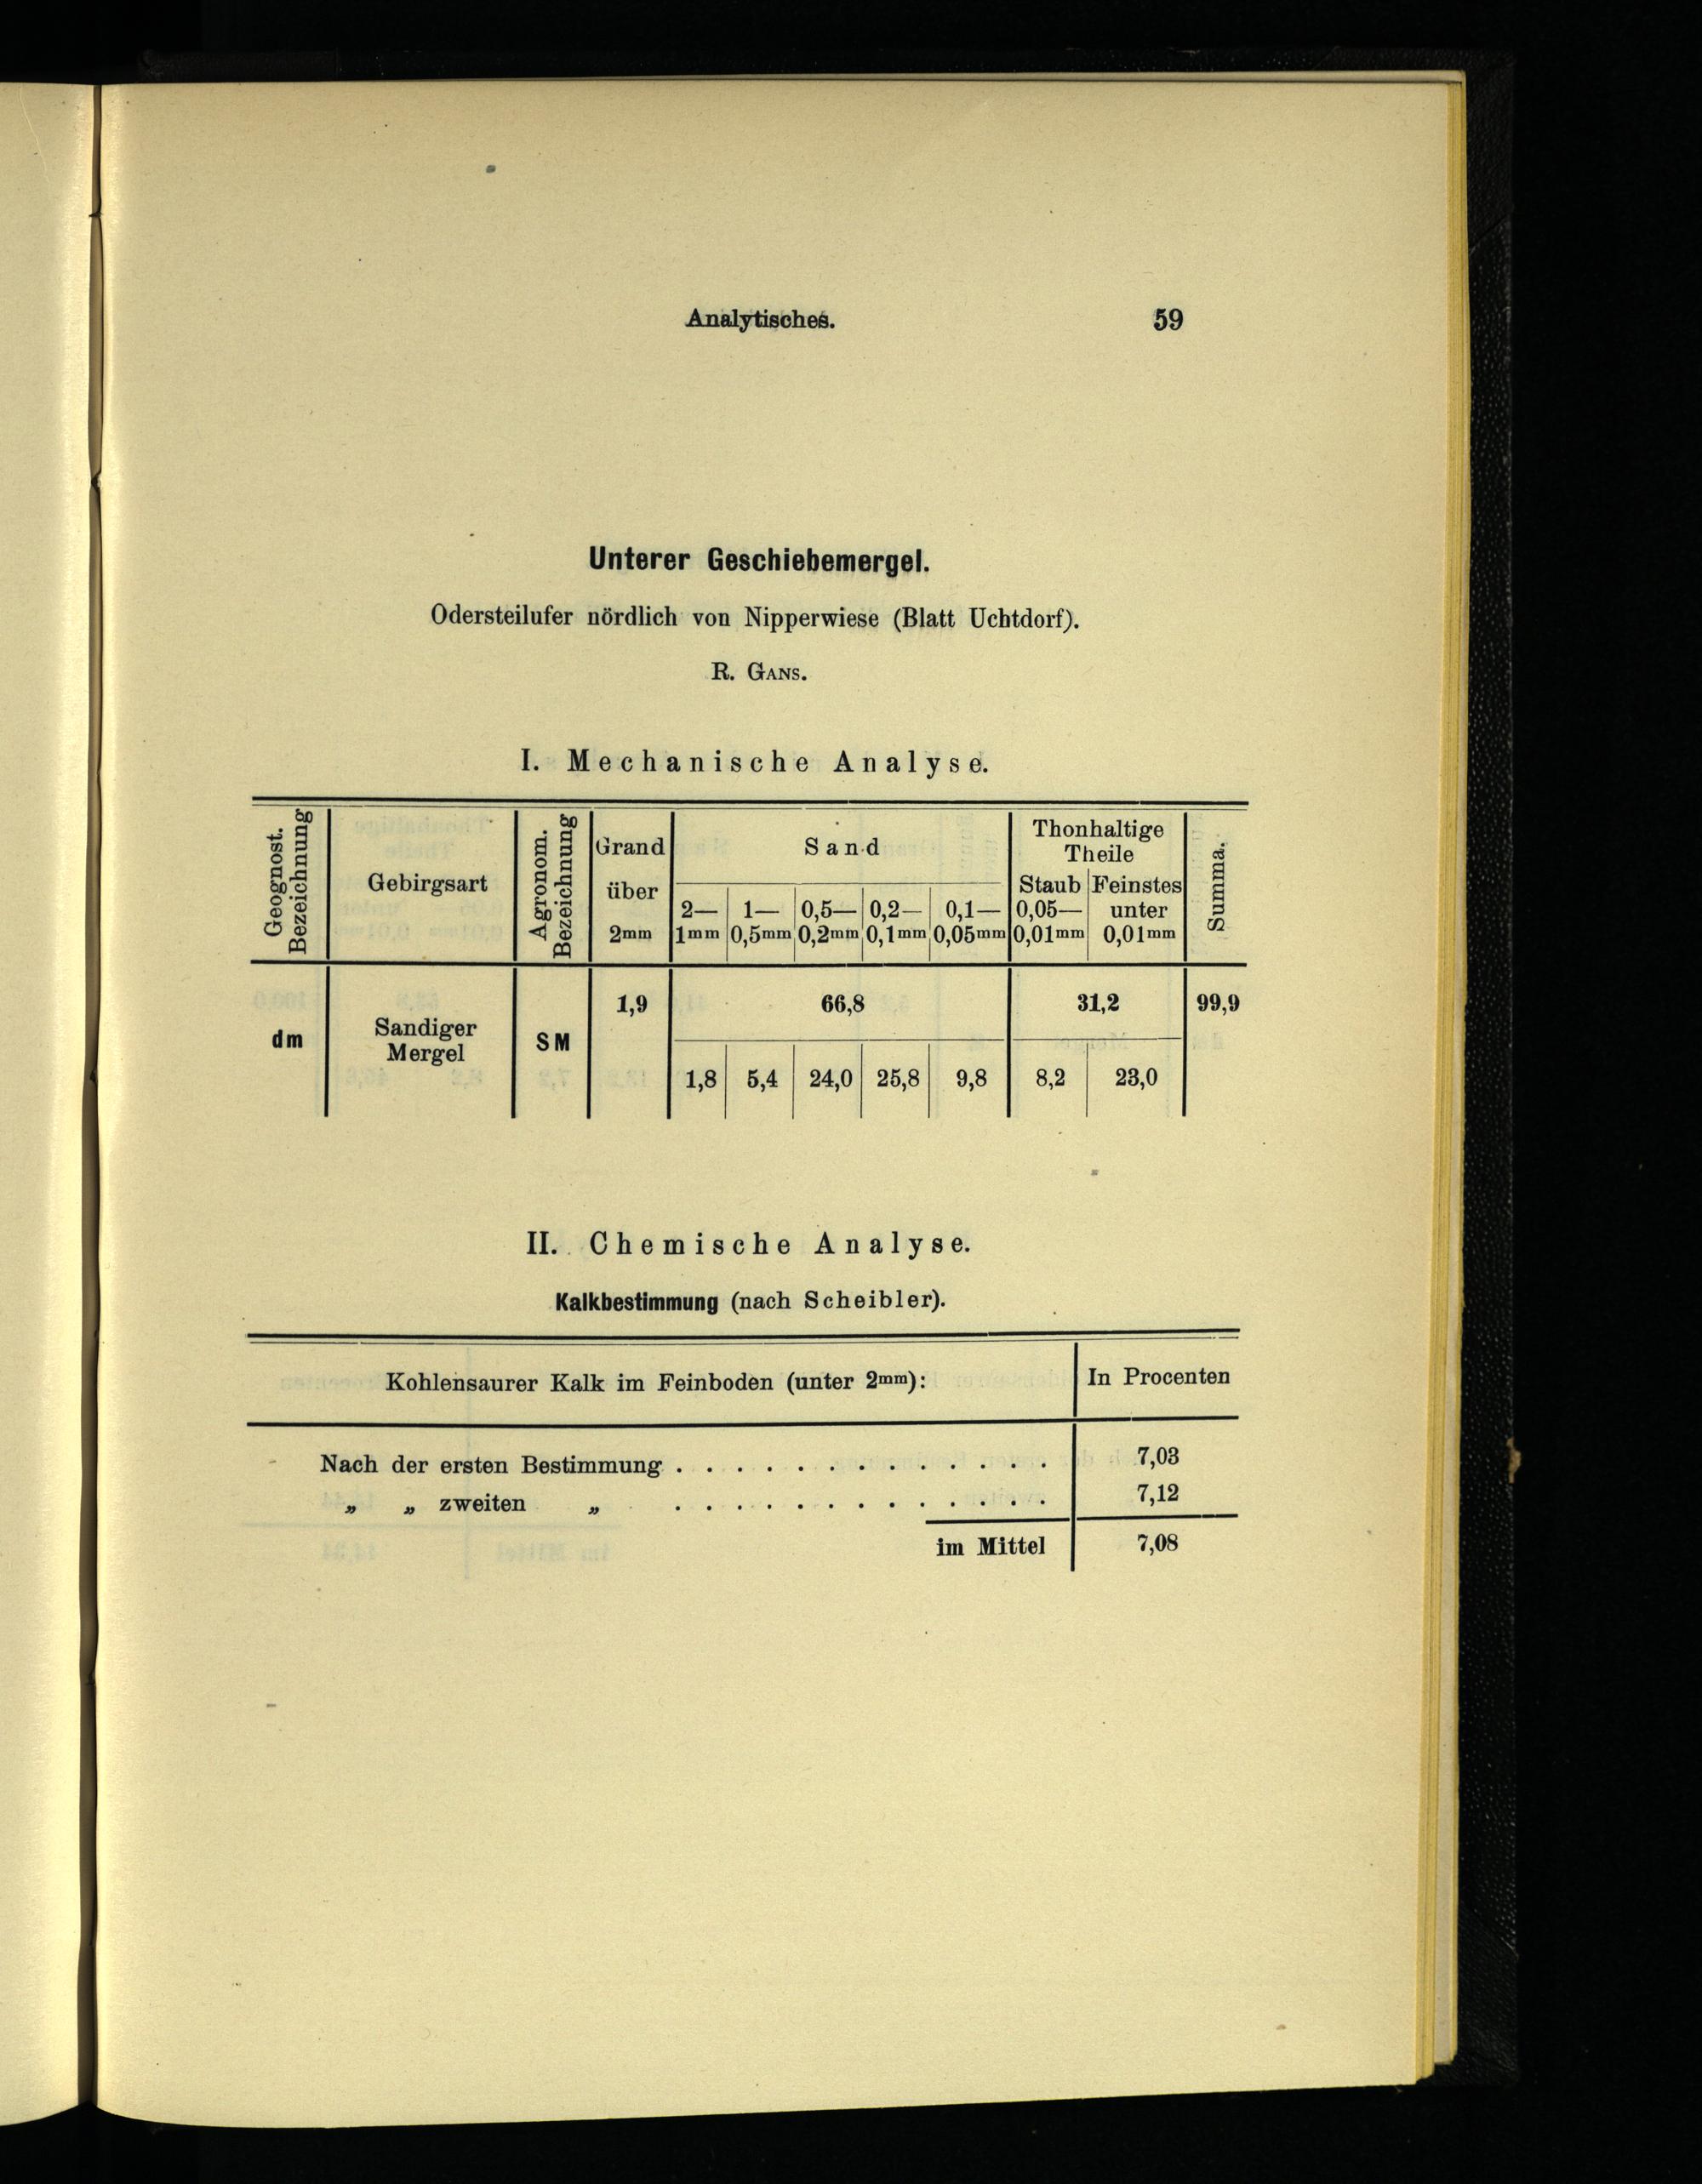 Analytisches. 59
Unterer Geschiebemergel.
Odersteilufer nördlich von Nipperwiese (Blatt Uchtdorf).
R. GANS.
I. Mechanische Analyse.
Geognost. Bezeichnung
Gebirgsart
Agronom. Bezeichnung
Grand über 2mm
Sand
2— 1mm
1— 0,5mm
0,5— 0,2mm
0,2— 0,1mm
0,1— 0,05mm
Thonhaltige Theile
Staub 0,05— 0,01mm
Feinstes unter 0,01mm
Summa.
dm
Sandiger Mergel
SM
1,9
66,8
31,2
99,9
1,8 5,4 24,0 25,8 9,8 8,2 23,0
II. Chemische Analyse.
Kalkbestimmung (nach Scheibler).
Kohlensaurer Kalk im Feinboden (unter 2mm): In Procenten
Nach der ersten Bestimmung . . . . . . . . . . . . . 7,03
„ „ zweiten „ . . . . . . . . . . . . . 7,12
im Mittel 7,08